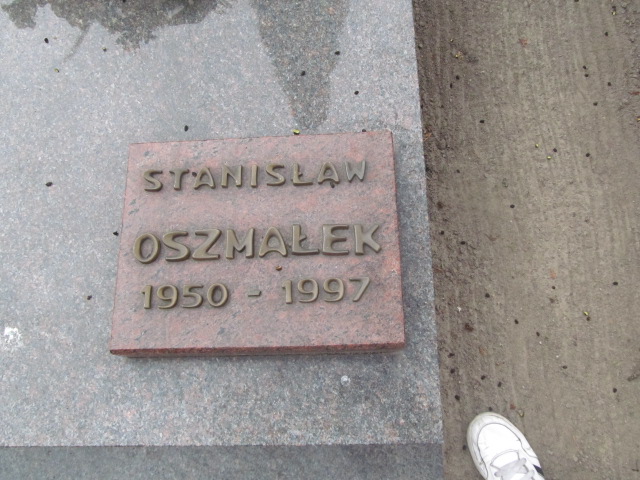 STANISŁAW
OSZMAŁEK
1950 - 1997